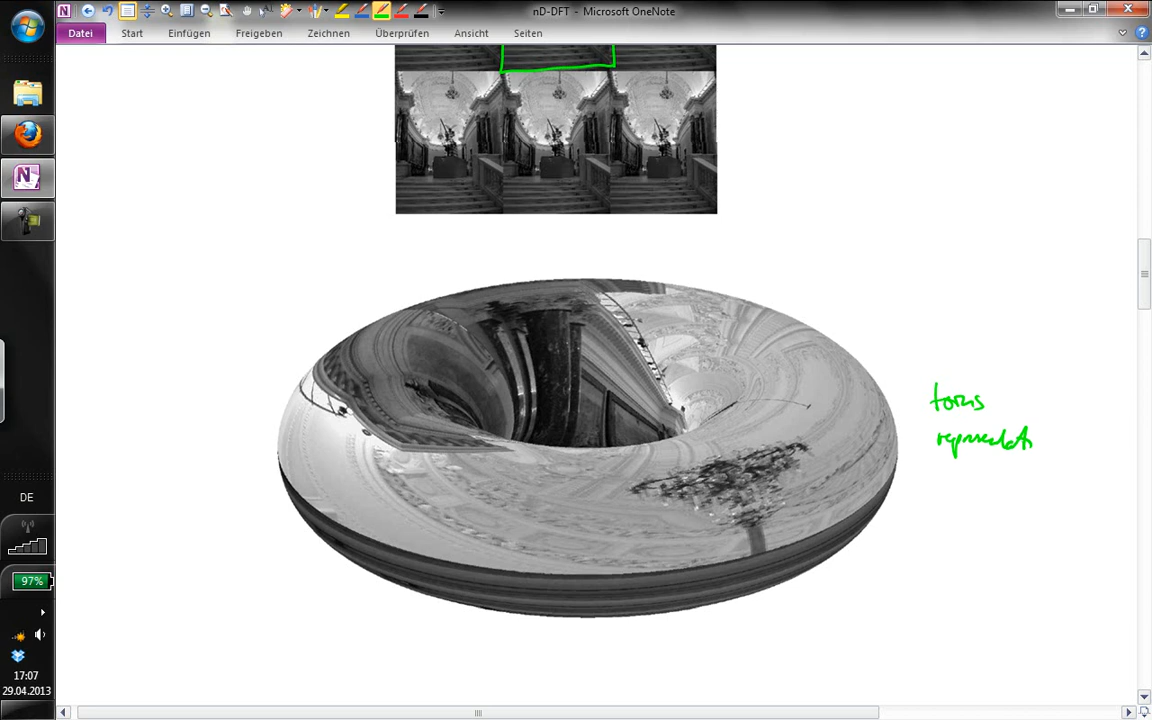 nD-DFT - Microsoft OneNote
Datei Start Einfügen Freigeben Zeichnen Überprüfen Ansicht Seiten
torus
DE
97%
17:07
29.04.2013